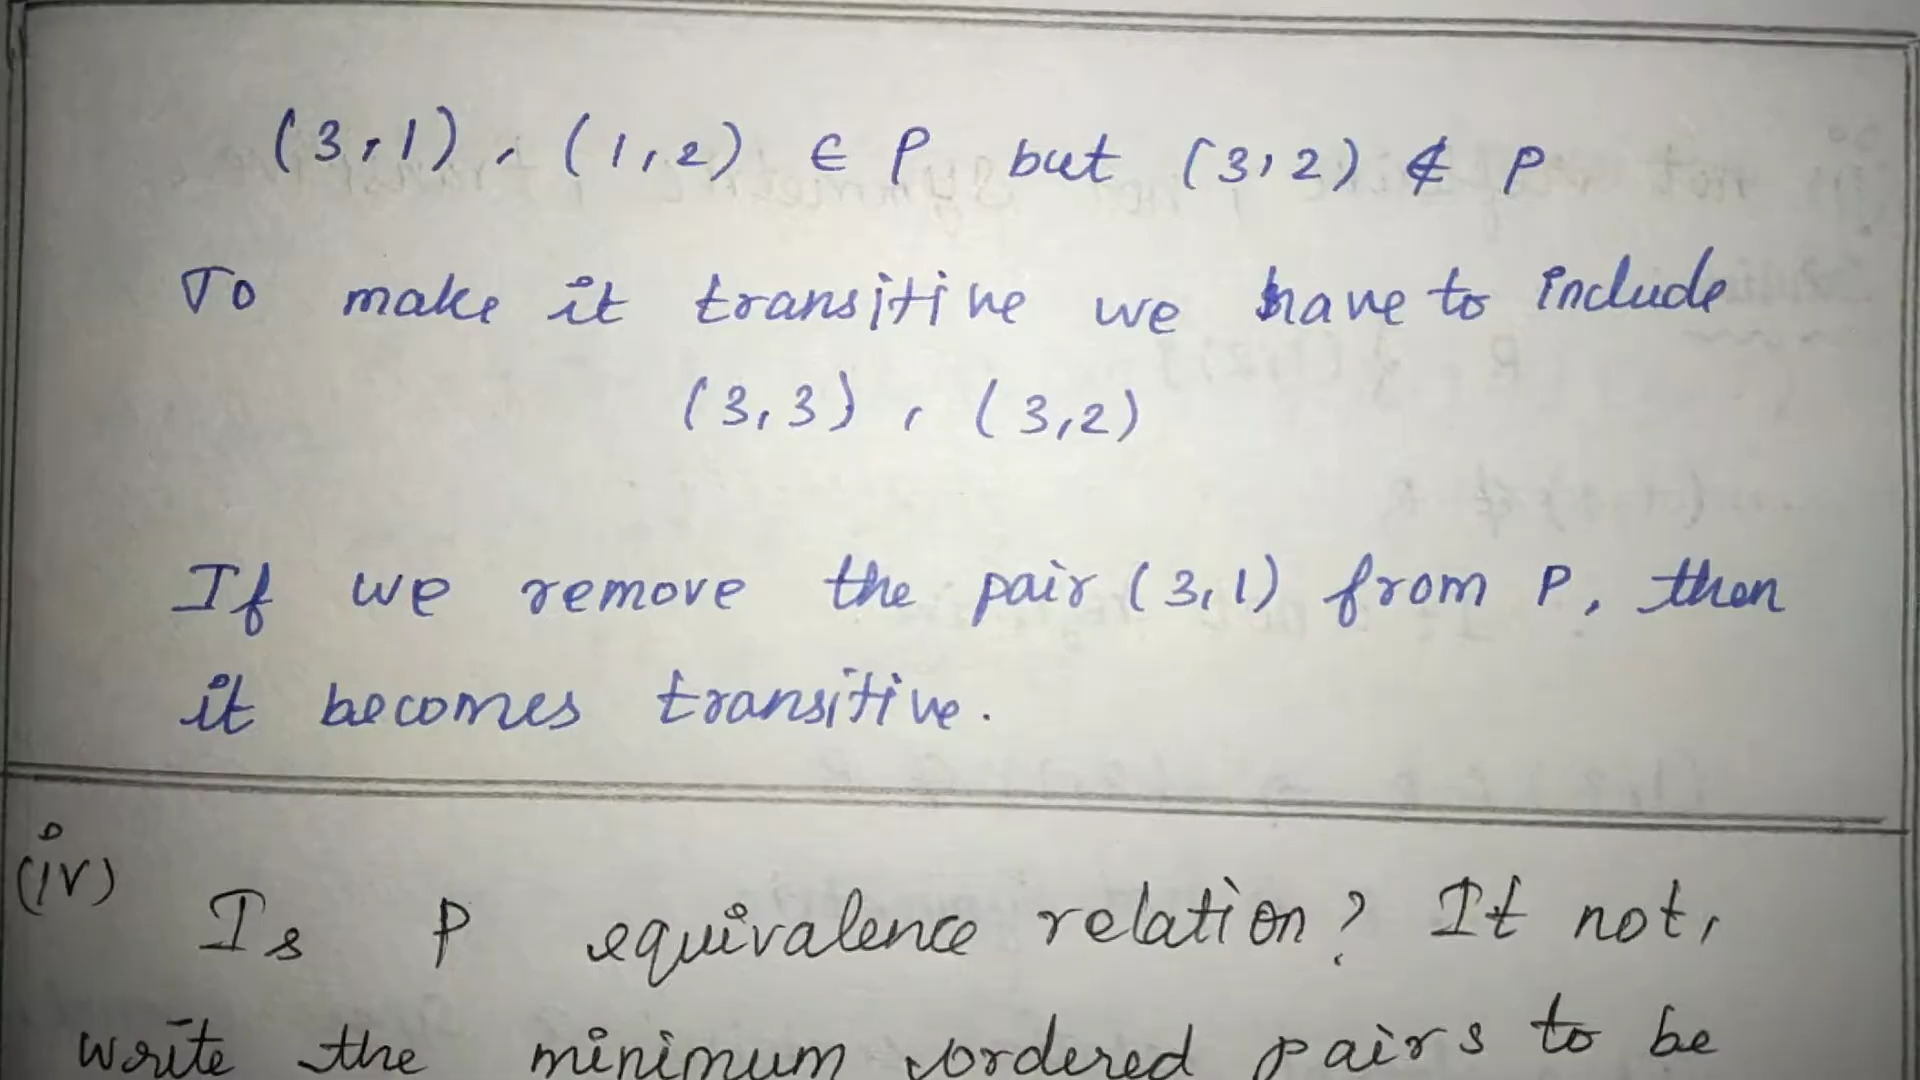 (3,1), (1,2) ∈ P but (3,2) ∉ P
To make it transitive we have to include
(3,3), (3,2)
If we remove the pair (3,1) from P, then
it becomes transitive.
(iv)
Is P equivalence relation? It not,
write the minimum ordered pairs to be